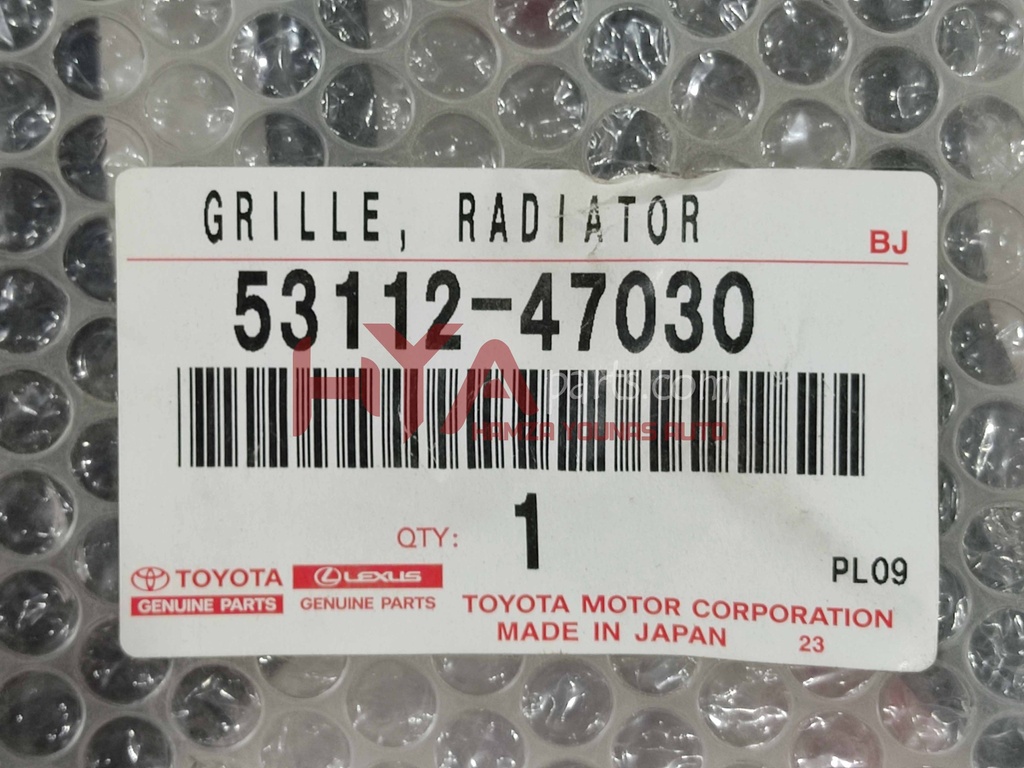 GRILLE, RADIATOR
BJ
53112-47030
HYA parts.com
HAMZA YOUNAS AUTO
QTY: 1
PL09
TOYOTA LEXUS
GENUINE PARTS GENUINE PARTS
TOYOTA MOTOR CORPORATION
MADE IN JAPAN 23